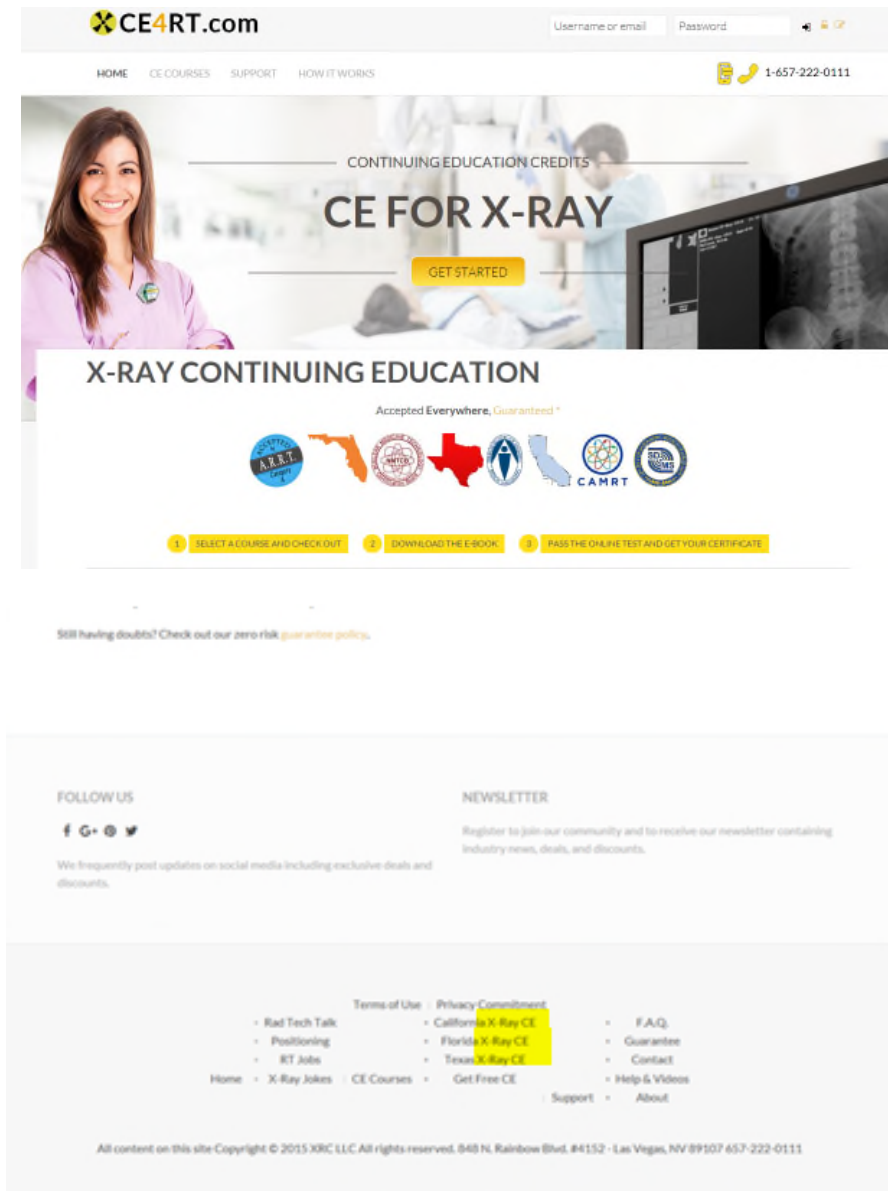 CE4RT.com
Username or email Password
HOME CE COURSES SUPPORT HOW IT WORKS 1-657-222-0111
CONTINUING EDUCATION CREDITS
CE FOR X-RAY
GET STARTED
X-RAY CONTINUING EDUCATION
Accepted Everywhere, Guaranteed *
ACCEPTED by A.R.R.T. Category A NMTCB CAMRT SDMS
1 SELECT A COURSE AND CHECK OUT 2 DOWNLOAD THE E-BOOK 3 PASS THE ONLINE TEST AND GET YOUR CERTIFICATE
Still having doubts? Check out our zero risk guarantee policy.
FOLLOW US
We frequently post updates on social media including exclusive deals and
discounts.
NEWSLETTER
Register to join our community and to receive our newsletter containing
industry news, deals, and discounts.
Terms of Use Privacy Commitment
Rad Tech Talk California X-Ray CE F.A.Q.
Positioning Florida X-Ray CE Guarantee
RT Jobs Texas X-Ray CE Contact
Home X-Ray Jokes CE Courses Get Free CE Help & Videos
Support About
All content on this site Copyright © 2015 XRC LLC All rights reserved. 848 N. Rainbow Blvd. #4152 - Las Vegas, NV 89107 657-222-0111